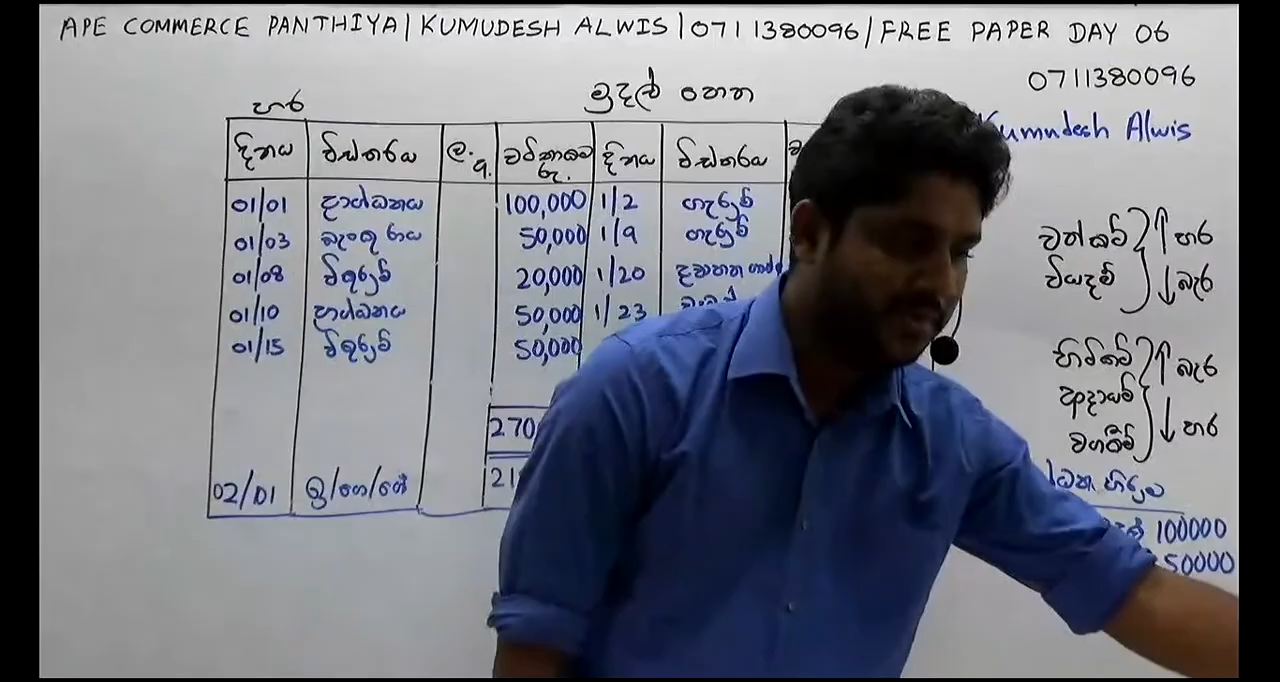 APE COMMERCE PANTHIYA | KUMUDESH ALWIS | 0711380096 | FREE PAPER DAY 06
0711380096
Kumudesh Alwis
හර මුදල් පොත
දිනය විස්තරය ලෙ.පු. වටිනාකම රු. දිනය විස්තරය
01/01 ප්‍රාග්ධනය 100,000 1/2 ගැණුම්
01/03 බැංකු ණය 50,000 1/9 ගැණුම්
01/08 විකුණුම් 20,000 1/20
01/10 ප්‍රාග්ධනය 50,000 1/23
01/15 විකුණුම් 50,000
270
02/01 ඉ/ගෙ/ගේ 21
වත්කම් ↑ හර
වියදම් ↓ බැර
හිමිකම් ↑ බැර
ආදායම්
වගකීම් ↓ හර
100000
50000